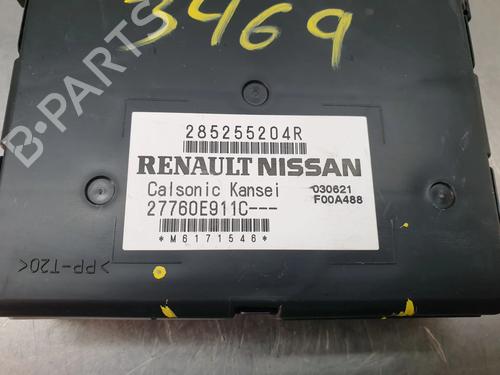 3469
285255204R
RENAULT NISSAN
Calsonic Kansei 030621
27760E911C--- F00A488
*M6171546*
>PP-T20<
B-PARTS